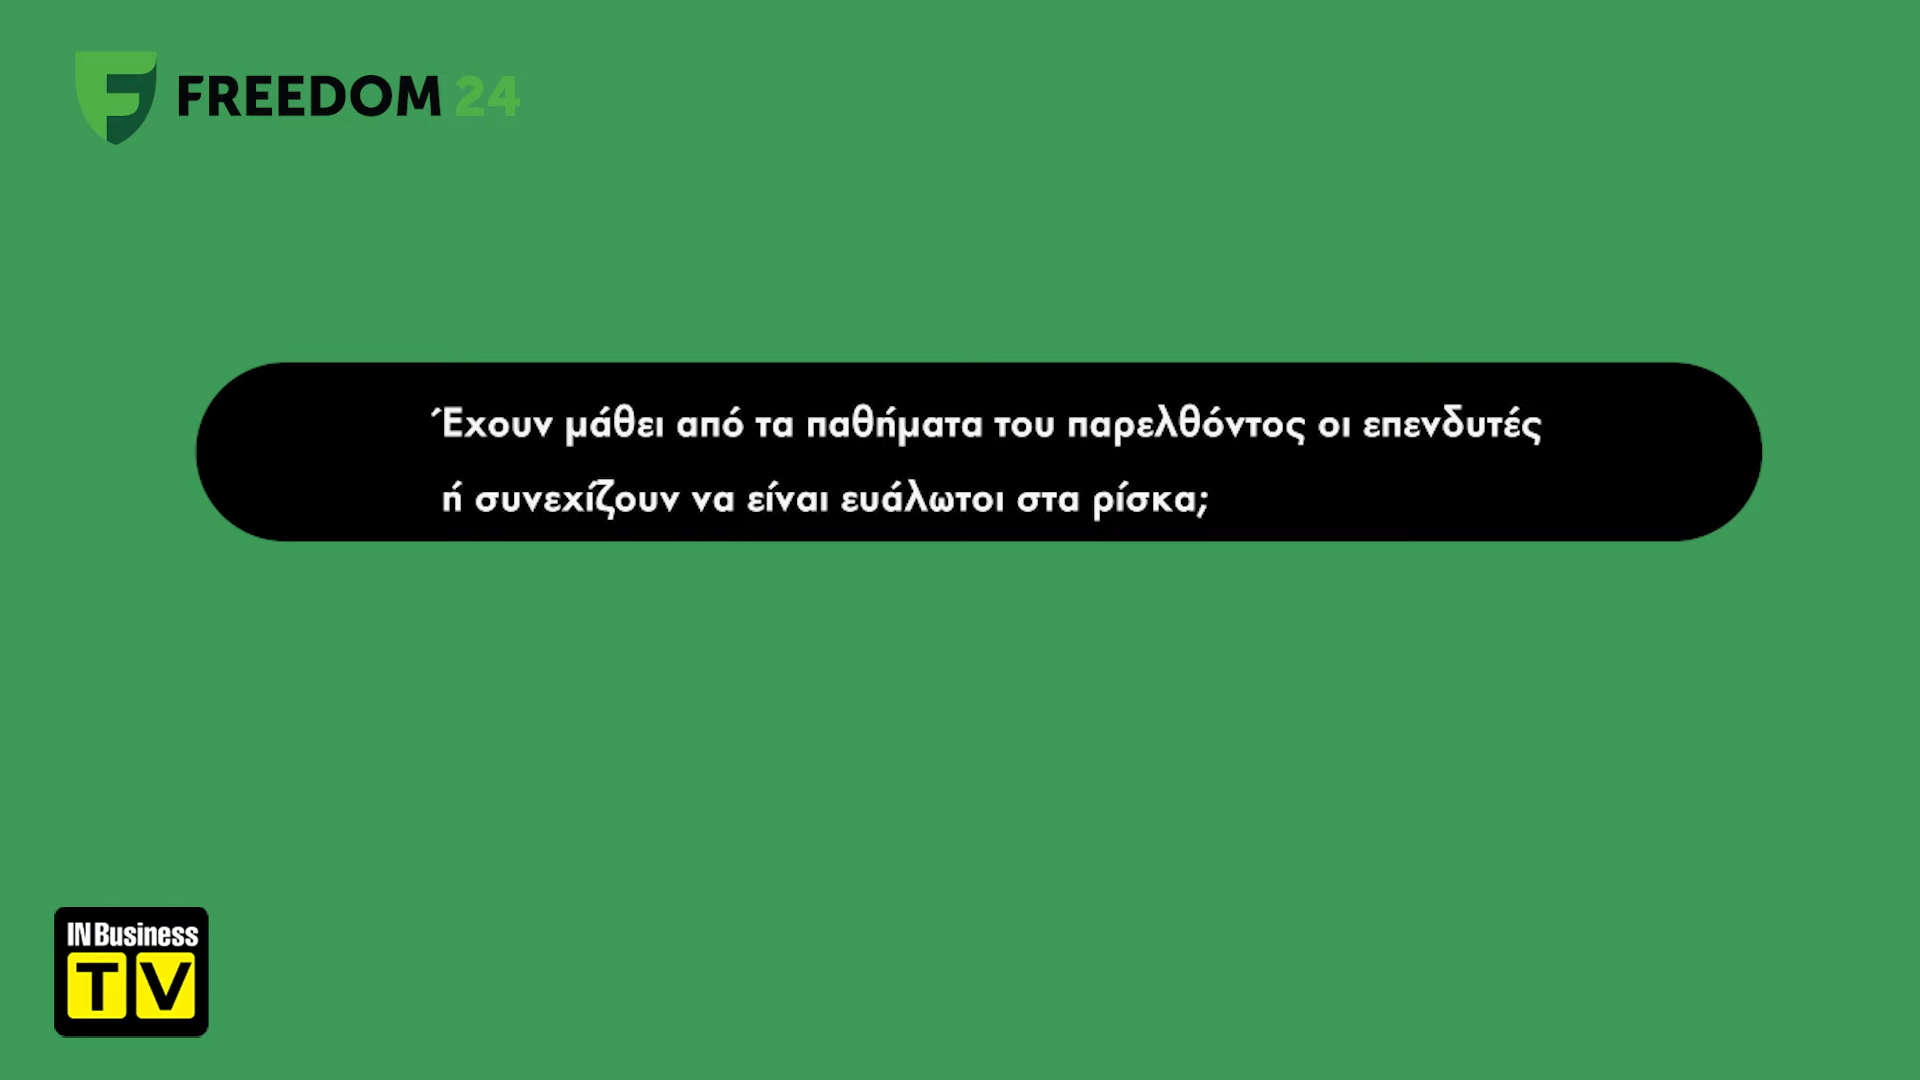 FREEDOM 24
Έχουν μάθει από τα παθήματα του παρελθόντος οι επενδυτές
ή συνεχίζουν να είναι ευάλωτοι στα ρίσκα;
IN Business
TV